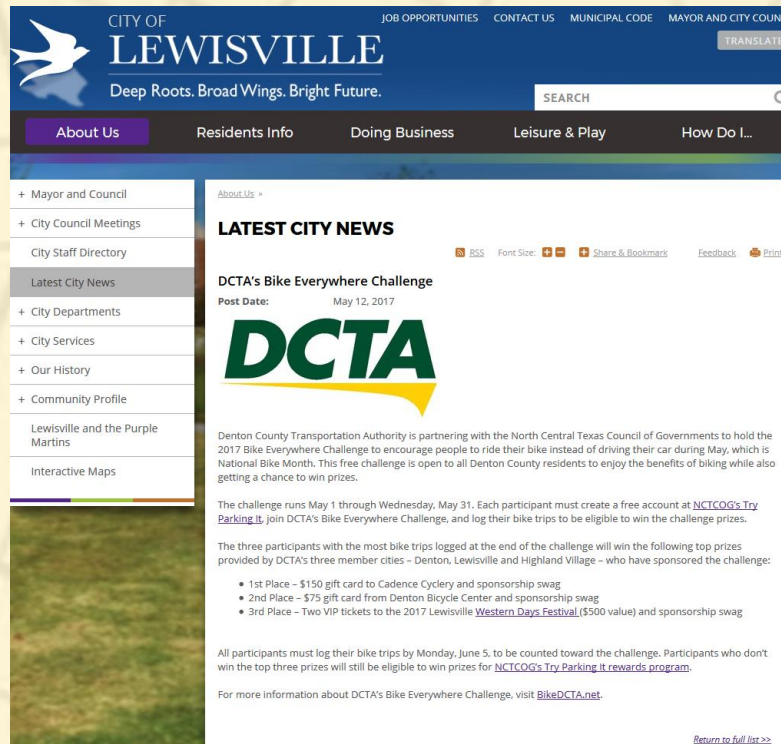 CITY OF
LEWISVILLE
Deep Roots. Broad Wings. Bright Future.
JOB OPPORTUNITIES CONTACT US MUNICIPAL CODE MAYOR AND CITY COUN
TRANSLATE
SEARCH
About Us Residents Info Doing Business Leisure & Play How Do I...
+ Mayor and Council
+ City Council Meetings
City Staff Directory
Latest City News
+ City Departments
+ City Services
+ Our History
+ Community Profile
Lewisville and the Purple
Martins
Interactive Maps
About Us »
LATEST CITY NEWS
RSS Font Size: + - + Share & Bookmark Feedback Print
DCTA's Bike Everywhere Challenge
Post Date: May 12, 2017
DCTA
Denton County Transportation Authority is partnering with the North Central Texas Council of Governments to hold the
2017 Bike Everywhere Challenge to encourage people to ride their bike instead of driving their car during May, which is
National Bike Month. This free challenge is open to all Denton County residents to enjoy the benefits of biking while also
getting a chance to win prizes.
The challenge runs May 1 through Wednesday, May 31. Each participant must create a free account at NCTCOG's Try
Parking It, join DCTA's Bike Everywhere Challenge, and log their bike trips to be eligible to win the challenge prizes.
The three participants with the most bike trips logged at the end of the challenge will win the following top prizes
provided by DCTA's three member cities – Denton, Lewisville and Highland Village – who have sponsored the challenge:
• 1st Place – $150 gift card to Cadence Cyclery and sponsorship swag
• 2nd Place – $75 gift card from Denton Bicycle Center and sponsorship swag
• 3rd Place – Two VIP tickets to the 2017 Lewisville Western Days Festival ($500 value) and sponsorship swag
All participants must log their bike trips by Monday, June 5, to be counted toward the challenge. Participants who don't
win the top three prizes will still be eligible to win prizes for NCTCOG's Try Parking It rewards program.
For more information about DCTA's Bike Everywhere Challenge, visit BikeDCTA.net.
Return to full list >>